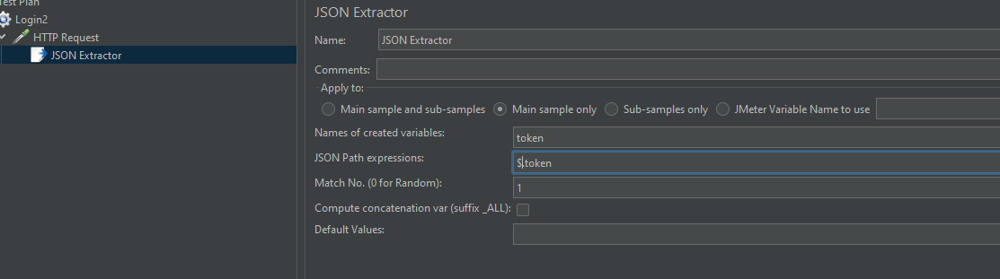 Test Plan
Login2
HTTP Request
JSON Extractor
JSON Extractor
Name: JSON Extractor
Comments:
Apply to:
Main sample and sub-samples Main sample only Sub-samples only JMeter Variable Name to use
Names of created variables: token
JSON Path expressions: $.token
Match No. (0 for Random): 1
Compute concatenation var (suffix _ALL):
Default Values: